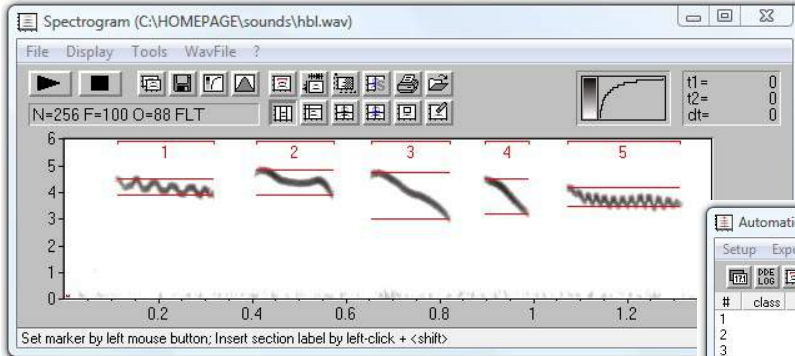 Spectrogram (C:\HOMEPAGE\sounds\hbl.wav)
File Display Tools WavFile ?
t1= 0
t2= 0
dt= 0
N=256 F=100 O=88 FLT
6
5
4
3
2
1
0
1 2 3 4 5
0.2 0.4 0.6 0.8 1 1.2
Set marker by left mouse button; Insert section label by left-click + <shift>
Automati
Setup Exp
DDE
LOG
# class
1
2
3